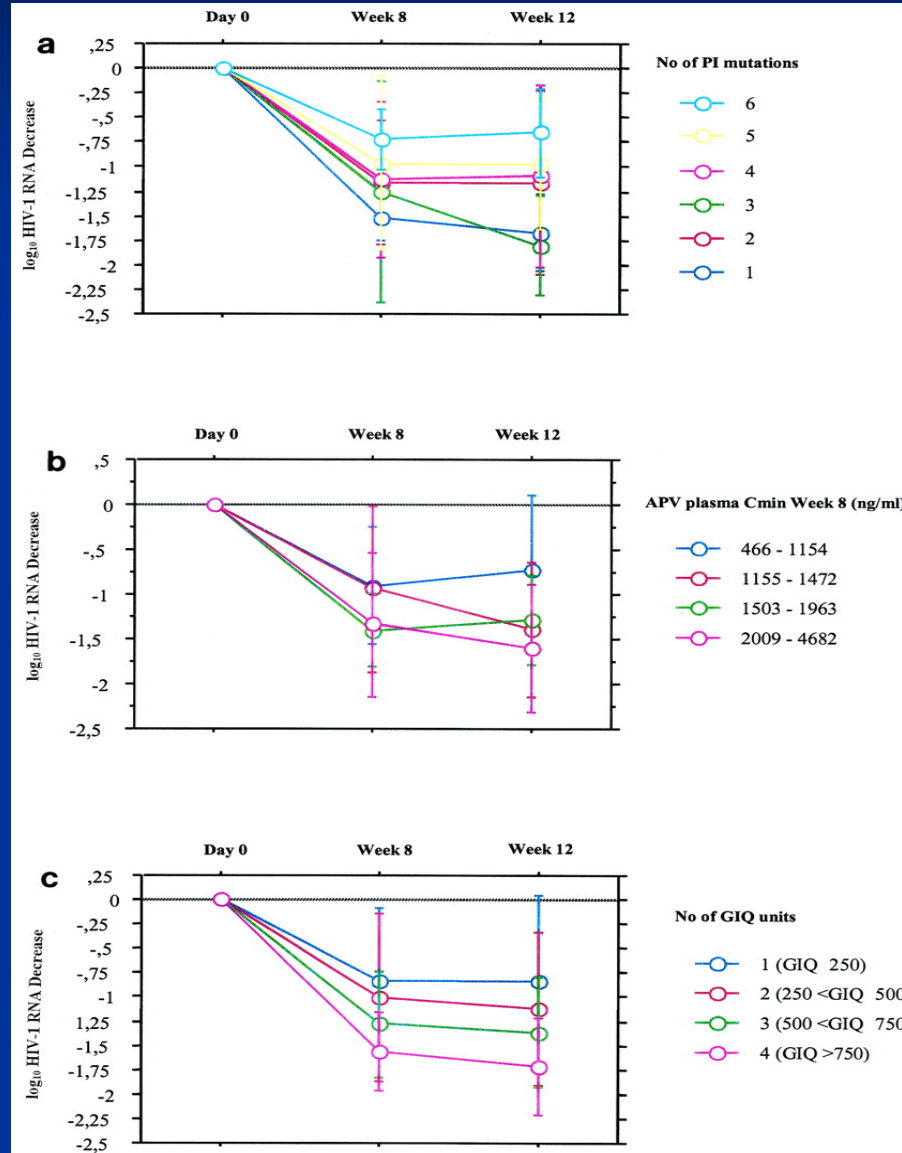 a
Day 0 Week 8 Week 12
,25
0
-,25
-,5
-,75
-1
-1,25
-1,5
-1,75
-2
-2,25
-2,5
log10 HIV-1 RNA Decrease
No of PI mutations
6
5
4
3
2
1
b
Day 0 Week 8 Week 12
,5
0
-,5
-1
-1,5
-2
-2,5
log10 HIV-1 RNA Decrease
APV plasma Cmin Week 8 (ng/ml)
466 - 1154
1155 - 1472
1503 - 1963
2009 - 4682
c
Day 0 Week 8 Week 12
,25
0
-,25
-,5
-,75
-1
1,25
-1,5
-1,75
-2
-2,25
-2,5
log10 HIV-1 RNA Decrease
No of GIQ units
1 (GIQ 250)
2 (250 <GIQ 500
3 (500 <GIQ 750
4 (GIQ >750)